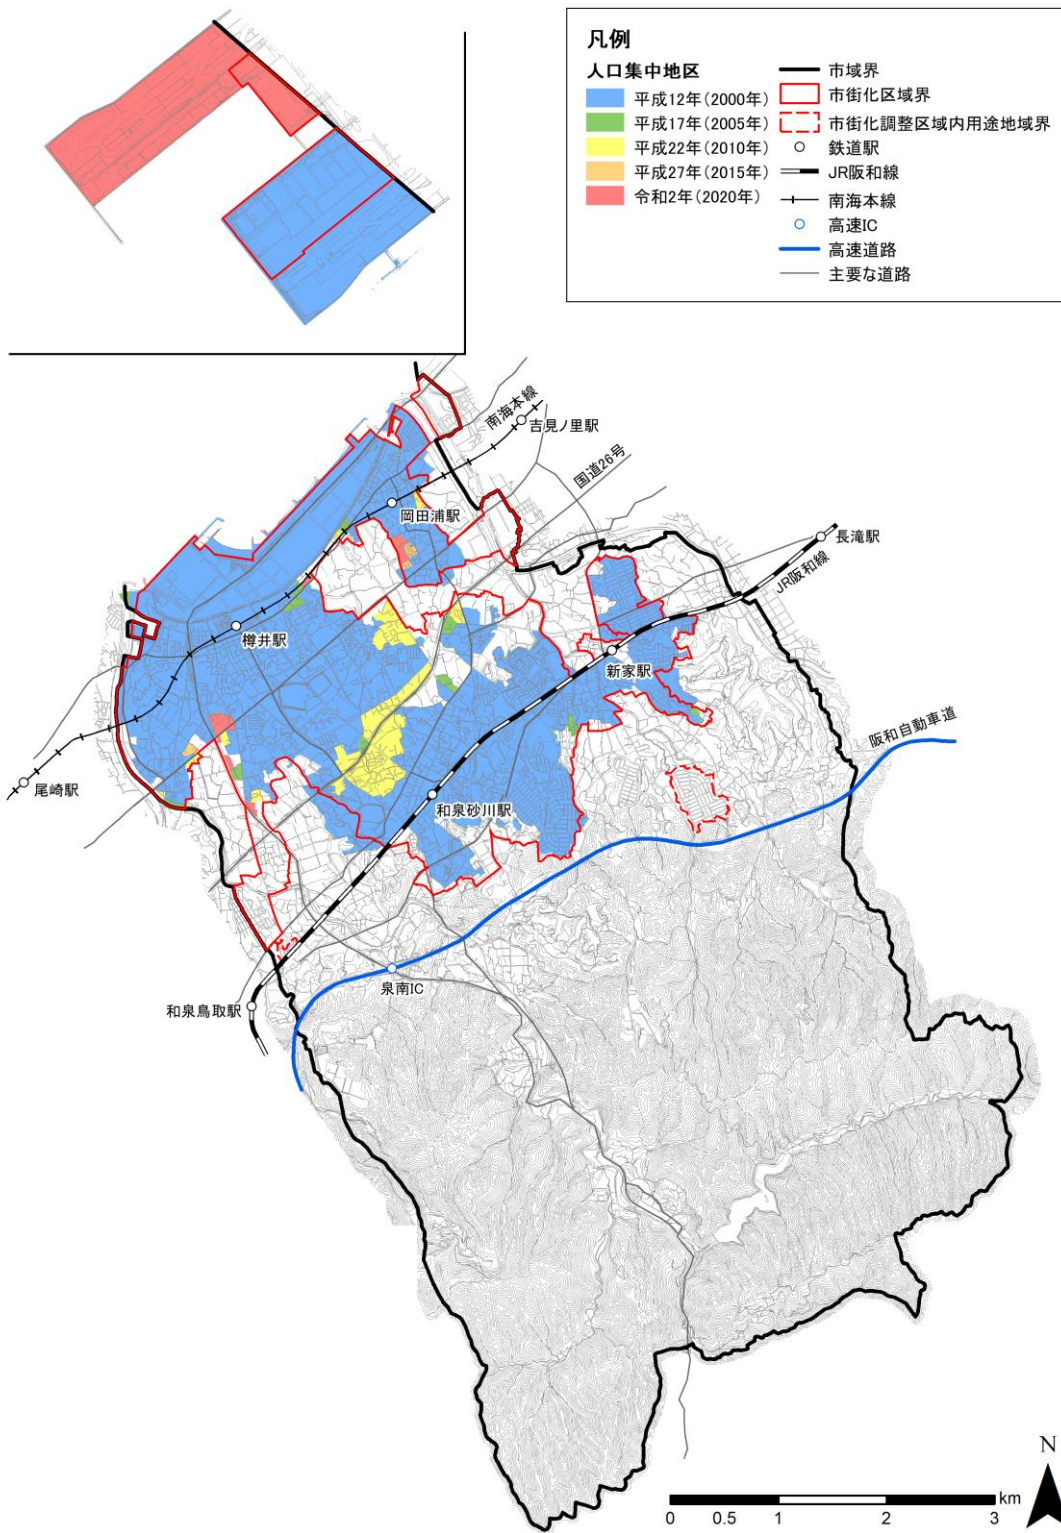 凡例
人口集中地区
平成12年(2000年)
平成17年(2005年)
平成22年(2010年)
平成27年(2015年)
令和2年(2020年)
市域界
市街化区域界
市街化調整区域内用途地域界
鉄道駅
JR阪和線
南海本線
高速IC
高速道路
主要な道路
南海本線
吉見ノ里駅
国道26号
岡田浦駅
長滝駅
JR阪和線
樽井駅
新家駅
阪和自動車道
尾崎駅
和泉砂川駅
泉南IC
和泉鳥取駅
N
km
0 0.5 1 2 3